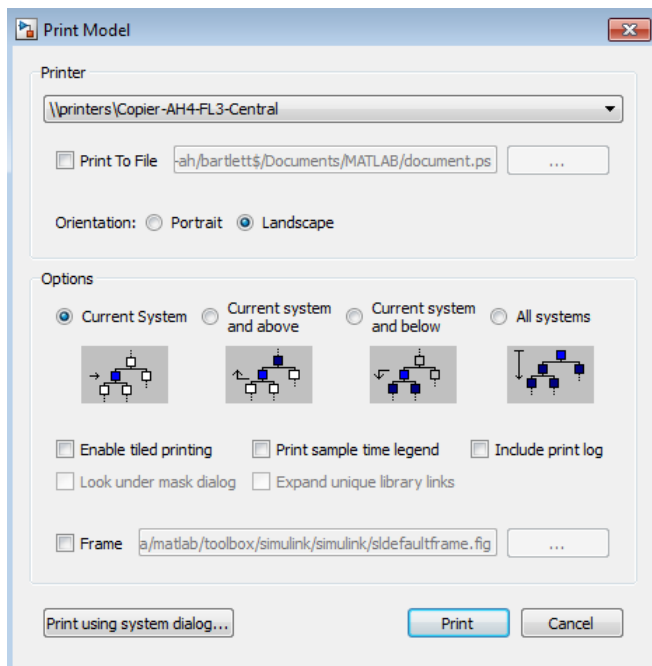 Print Model
Printer
\\printers\Copier-AH4-FL3-Central
Print To File -ah/bartlett$/Documents/MATLAB/document.ps ...
Orientation: Portrait Landscape
Options
Current System Current system and above Current system and below All systems
Enable tiled printing Print sample time legend Include print log
Look under mask dialog Expand unique library links
Frame a/matlab/toolbox/simulink/simulink/sldefaultframe.fig ...
Print using system dialog... Print Cancel